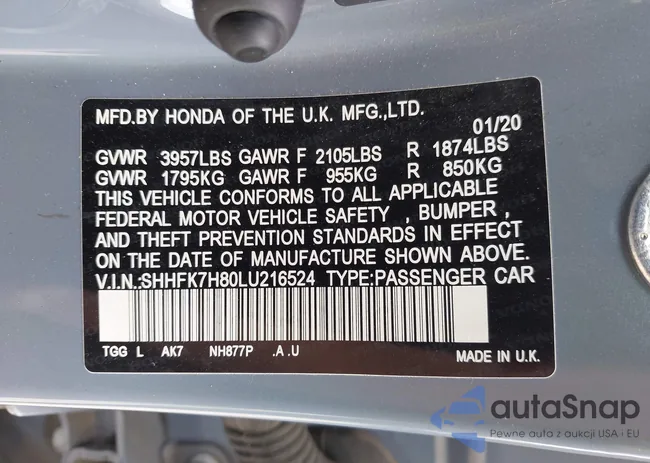 MFD.BY HONDA OF THE U.K. MFG.,LTD.
01/20
GVWR 3957LBS GAWR F 2105LBS R 1874LBS
GVWR 1795KG GAWR F 955KG R 850KG
THIS VEHICLE CONFORMS TO ALL APPLICABLE
FEDERAL MOTOR VEHICLE SAFETY , BUMPER ,
AND THEFT PREVENTION STANDARDS IN EFFECT
ON THE DATE OF MANUFACTURE SHOWN ABOVE.
V.I.N.:SHHFK7H80LU216524 TYPE:PASSENGER CAR
TGG L AK7 NH877P .A .U
MADE IN U.K.
autaSnap
Pewne auta z aukcji USA i EU